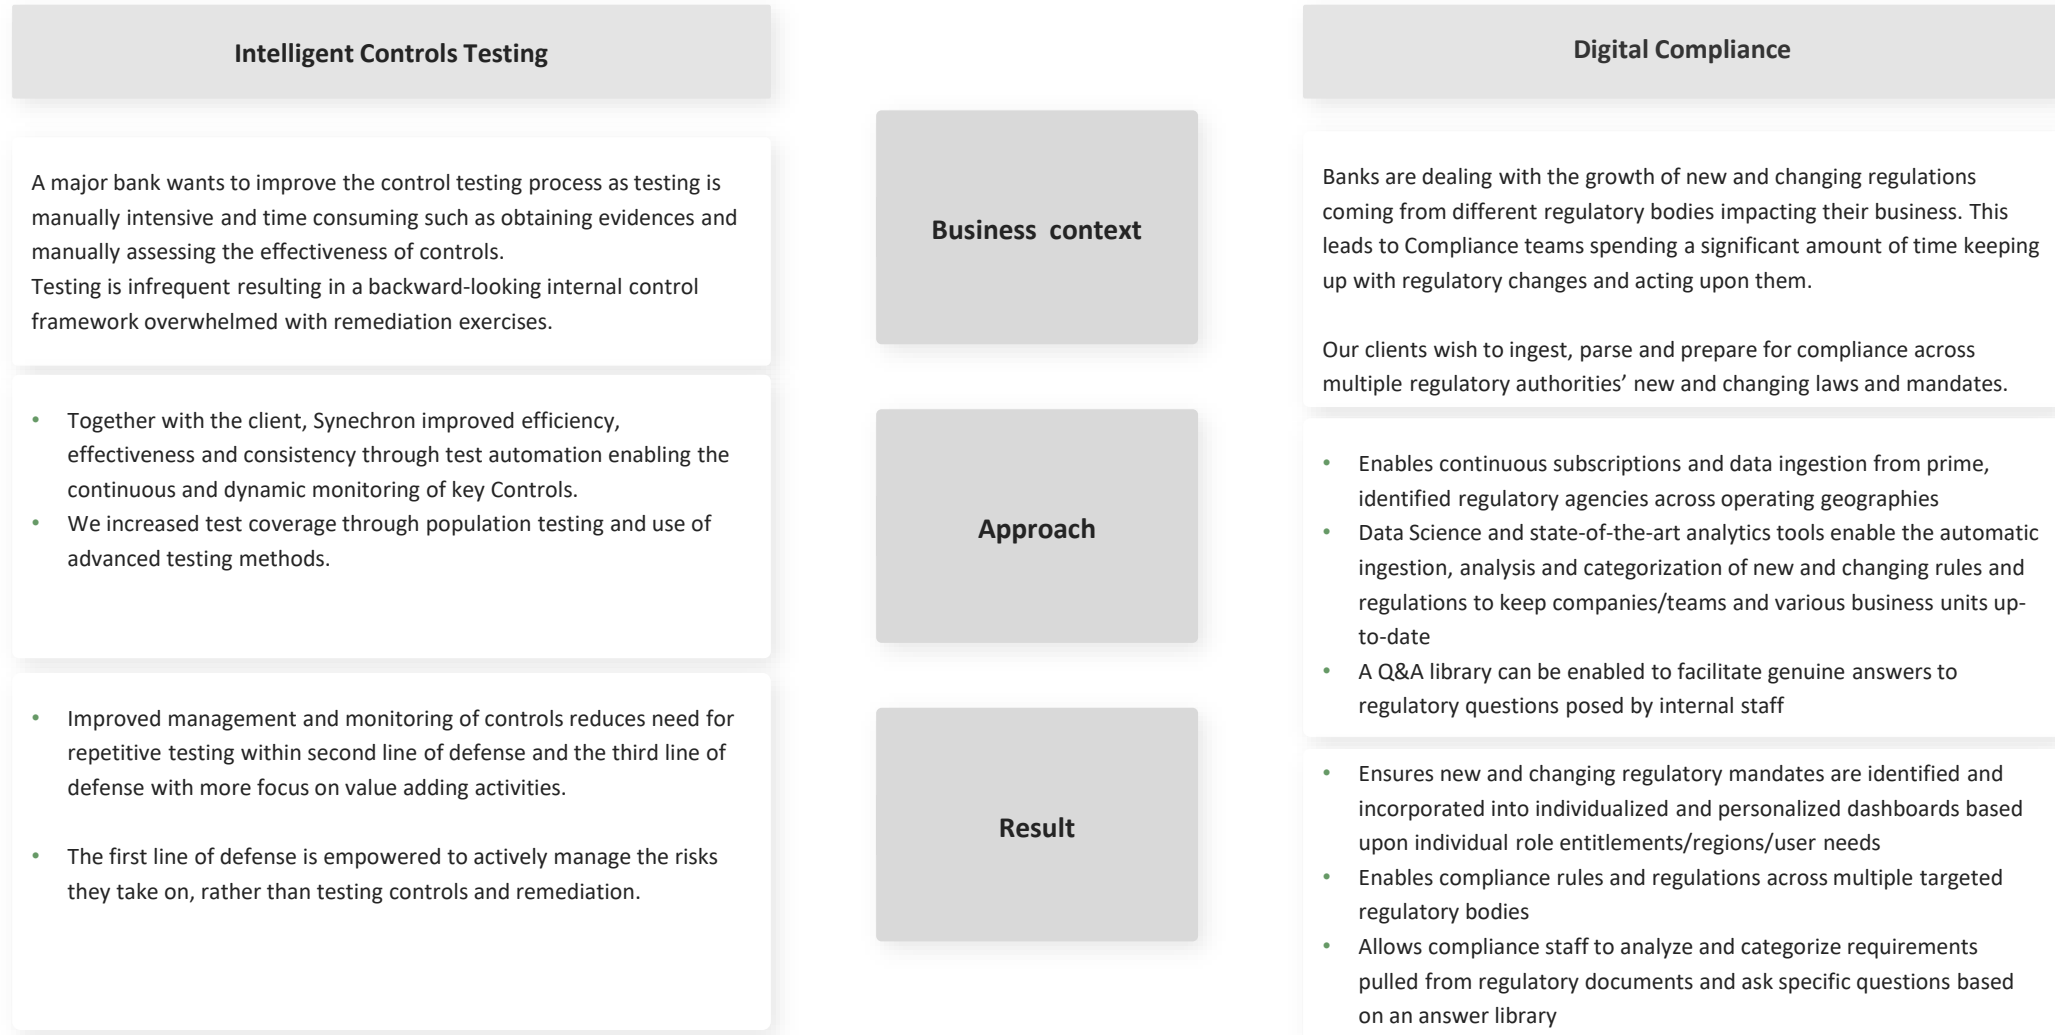 Intelligent Controls Testing
A major bank wants to improve the control testing process as testing is
manually intensive and time consuming such as obtaining evidences and
manually assessing the effectiveness of controls.
Testing is infrequent resulting in a backward-looking internal control
framework overwhelmed with remediation exercises.
• Together with the client, Synechron improved efficiency,
effectiveness and consistency through test automation enabling the
continuous and dynamic monitoring of key Controls.
• We increased test coverage through population testing and use of
advanced testing methods.
• Improved management and monitoring of controls reduces need for
repetitive testing within second line of defense and the third line of
defense with more focus on value adding activities.
• The first line of defense is empowered to actively manage the risks
they take on, rather than testing controls and remediation.
Business context
Approach
Result
Digital Compliance
Banks are dealing with the growth of new and changing regulations
coming from different regulatory bodies impacting their business. This
leads to Compliance teams spending a significant amount of time keeping
up with regulatory changes and acting upon them.
Our clients wish to ingest, parse and prepare for compliance across
multiple regulatory authorities’ new and changing laws and mandates.
• Enables continuous subscriptions and data ingestion from prime,
identified regulatory agencies across operating geographies
• Data Science and state-of-the-art analytics tools enable the automatic
ingestion, analysis and categorization of new and changing rules and
regulations to keep companies/teams and various business units up-
to-date
• A Q&A library can be enabled to facilitate genuine answers to
regulatory questions posed by internal staff
• Ensures new and changing regulatory mandates are identified and
incorporated into individualized and personalized dashboards based
upon individual role entitlements/regions/user needs
• Enables compliance rules and regulations across multiple targeted
regulatory bodies
• Allows compliance staff to analyze and categorize requirements
pulled from regulatory documents and ask specific questions based
on an answer library